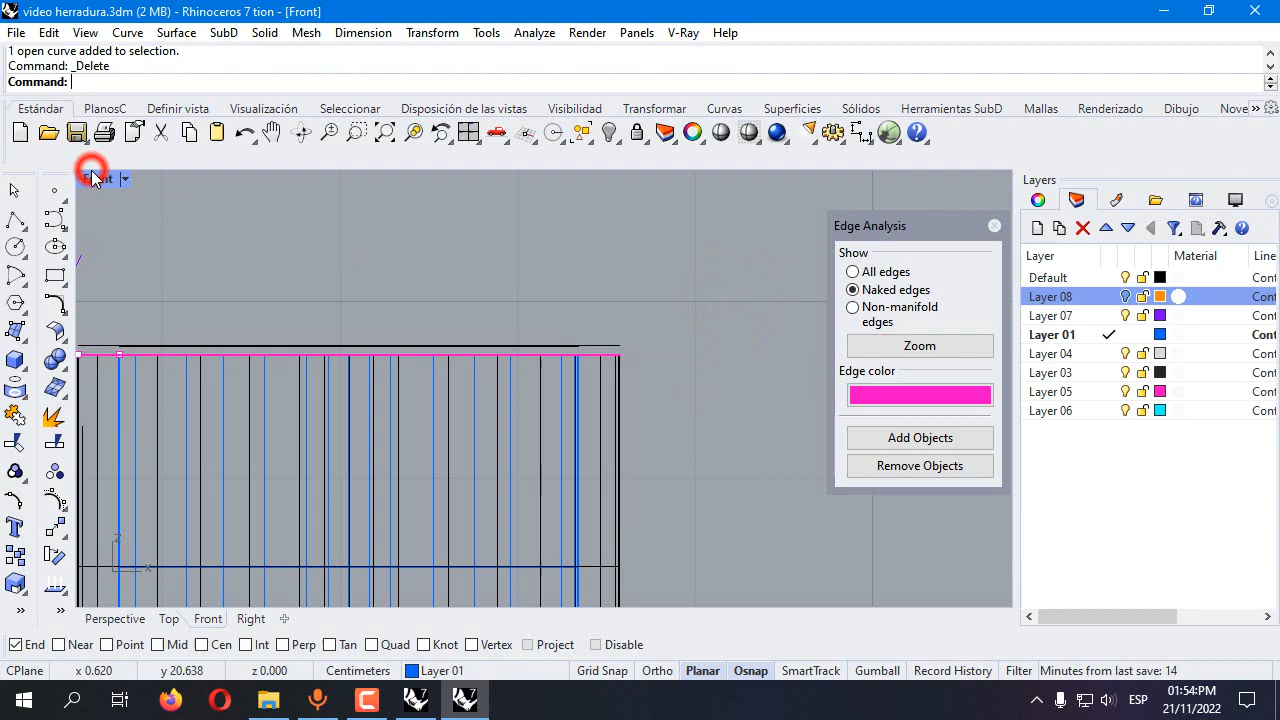 video herradura.3dm (2 MB) - Rhinoceros 7 tion - [Front]
File Edit View Curve Surface SubD Solid Mesh Dimension Transform Tools Analyze Render Panels V-Ray Help
1 open curve added to selection.
Command: _Delete
Command:
Estándar PlanosC Definir vista Visualización Seleccionar Disposición de las vistas Visibilidad Transformar Curvas Superficies Sólidos Herramientas SubD Mallas Renderizado Dibujo Nove
Layers
Edge Analysis
Show
All edges
Naked edges
Non-manifold
edges
Zoom
Edge color
Add Objects
Remove Objects
Layer Material Line
Default Cont
Layer 08 Cont
Layer 07 Cont
Layer 01 Cont
Layer 04 Cont
Layer 03 Cont
Layer 05 Cont
Layer 06 Cont
Z
X
Perspective Top Front Right
End Near Point Mid Cen Int Perp Tan Quad Knot Vertex Project Disable
CPlane x 0.620 y 20.638 z 0.000 Centimeters Layer 01 Grid Snap Ortho Planar Osnap SmartTrack Gumball Record History Filter Minutes from last save: 14
ESP 01:54PM
21/11/2022